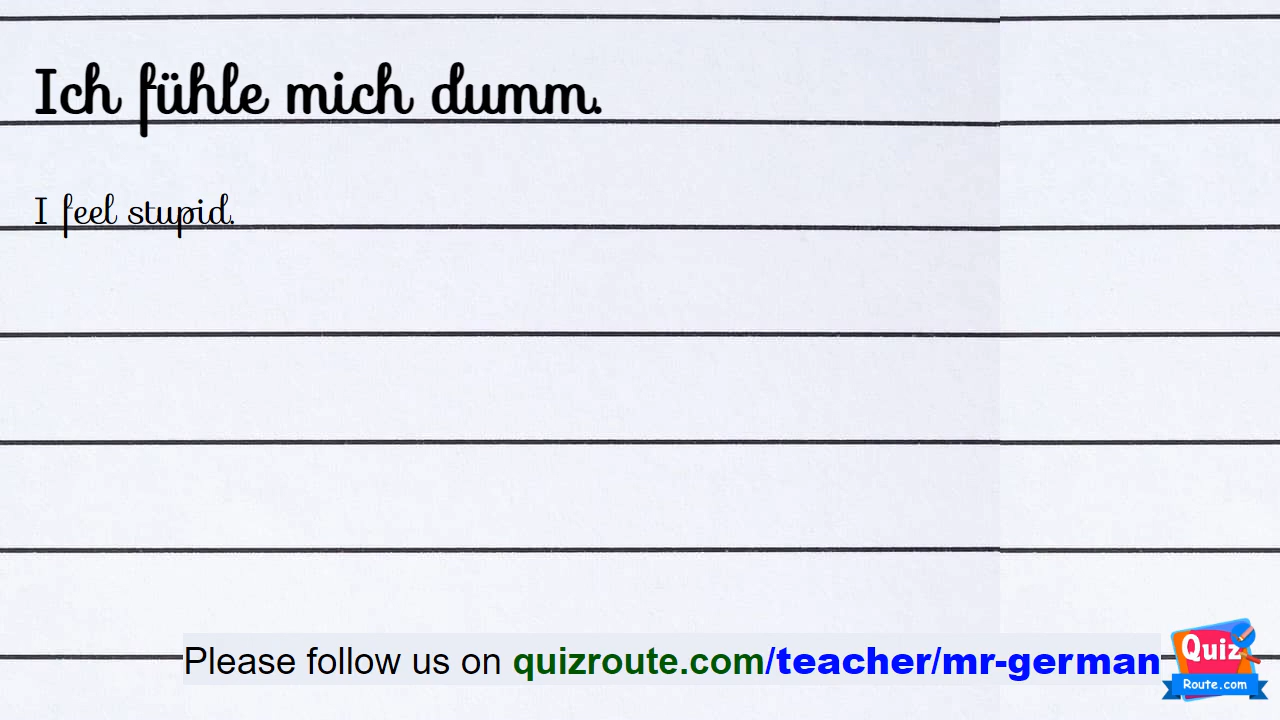 Ich fühle mich dumm.
I feel stupid.
Please follow us on quizroute.com/teacher/mr-german
Quiz
Route.com